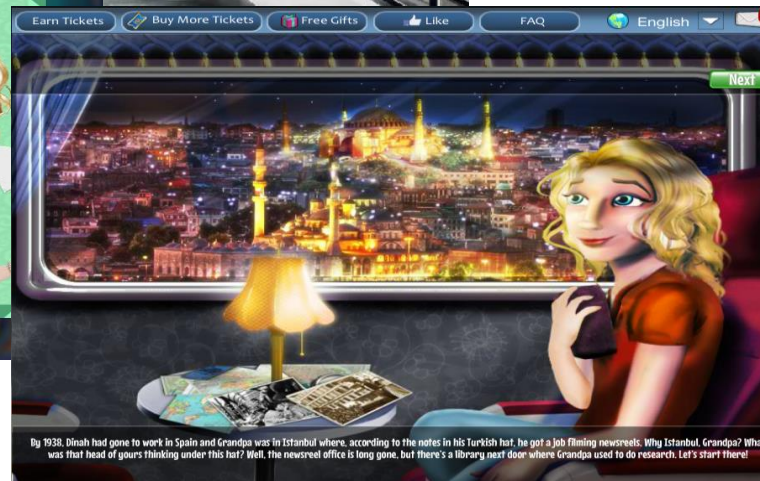 Earn Tickets Buy More Tickets Free Gifts Like FAQ English
Next
By 1938, Dinah had gone to work in Spain and Grandpa was in Istanbul where, according to the notes in his Turkish hat, he got a job filming newsreels. Why Istanbul, Grandpa?
was that head of yours thinking under this hat? Well, the newsreel office is long gone, but there's a library next door where Grandpa used to do research. Let's start there!